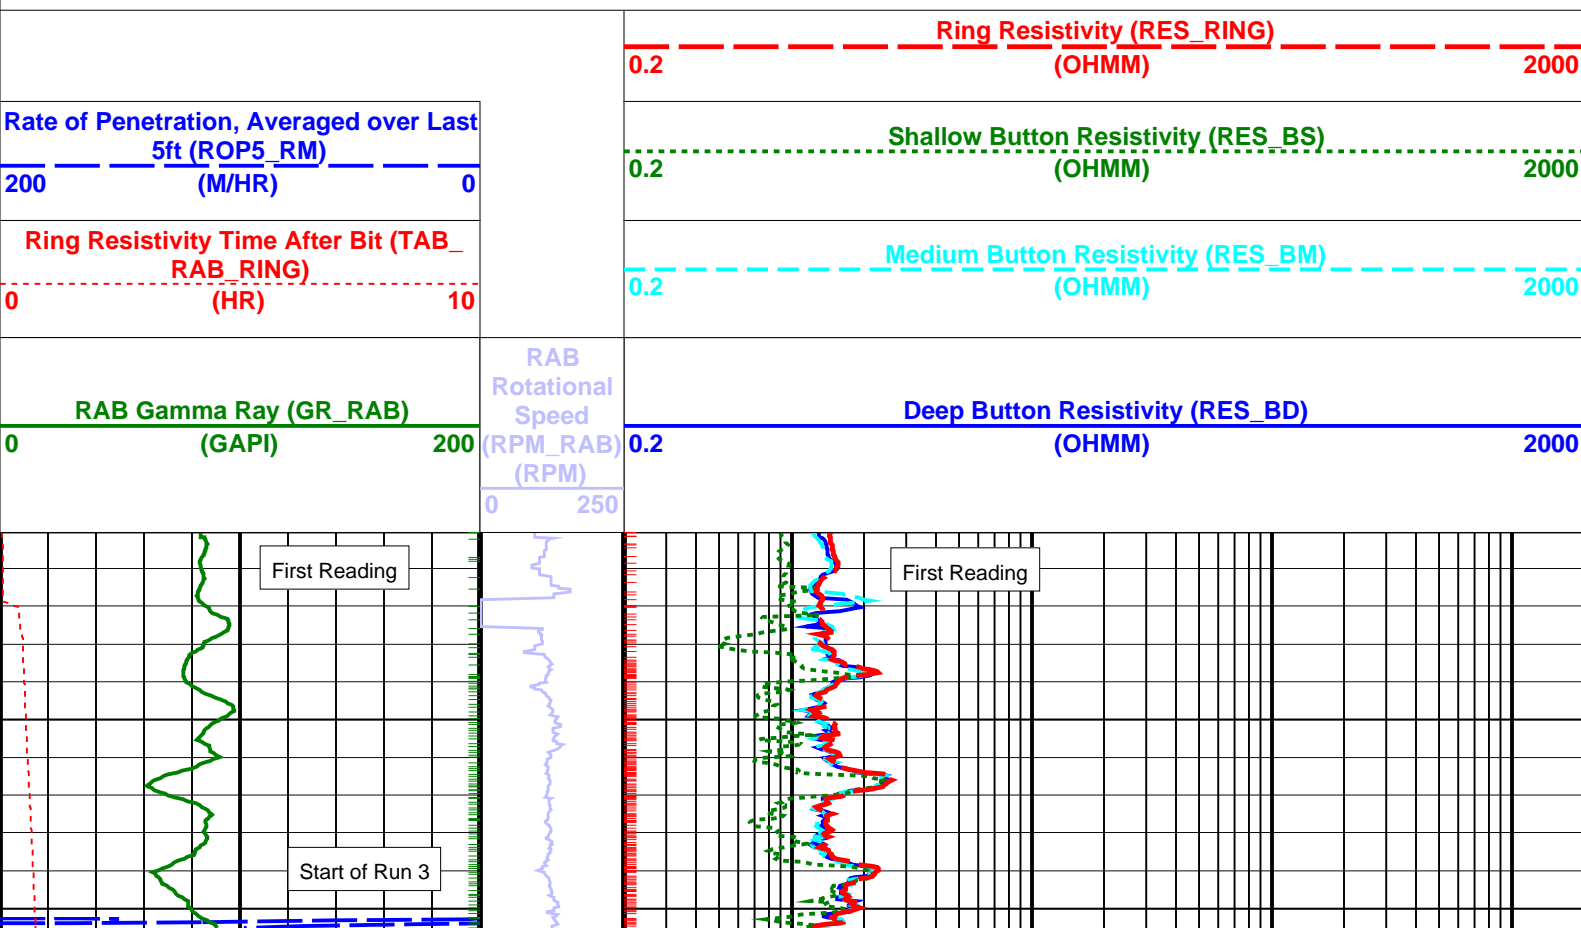 Ring Resistivity (RES_RING)
0.2 (OHMM) 2000
Rate of Penetration, Averaged over Last
5ft (ROP5_RM)
200 (M/HR) 0
Shallow Button Resistivity (RES_BS)
0.2 (OHMM) 2000
Ring Resistivity Time After Bit (TAB_
RAB_RING)
0 (HR) 10
Medium Button Resistivity (RES_BM)
0.2 (OHMM) 2000
RAB Gamma Ray (GR_RAB)
0 (GAPI) 200
RAB
Rotational
Speed
(RPM_RAB)
(RPM)
0 250
Deep Button Resistivity (RES_BD)
0.2 (OHMM) 2000
First Reading
First Reading
Start of Run 3